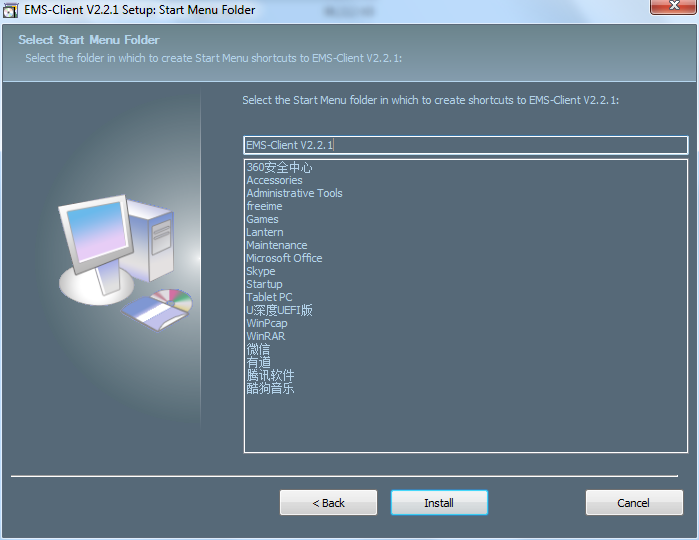 EMS-Client V2.2.1 Setup: Start Menu Folder
Select Start Menu Folder
Select the folder in which to create Start Menu shortcuts to EMS-Client V2.2.1:
Select the Start Menu folder in which to create shortcuts to EMS-Client V2.2.1:
EMS-Client V2.2.1
360安全中心
Accessories
Administrative Tools
freeime
Games
Lantern
Maintenance
Microsoft Office
Skype
Startup
Tablet PC
U深度UEFI版
WinPcap
WinRAR
微信
有道
腾讯软件
酷狗音乐
< Back
Install
Cancel